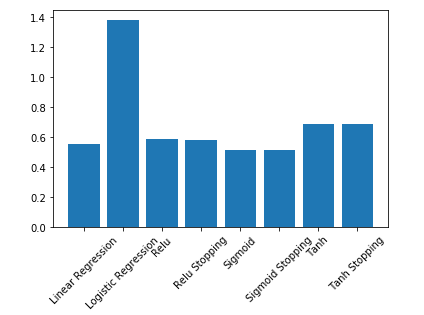 1.4
1.2
1.0
0.8
0.6
0.4
0.2
0.0
Linear Regression
Logistic Regression
Relu
Relu Stopping
Sigmoid
Sigmoid Stopping
Tanh
Tanh Stopping